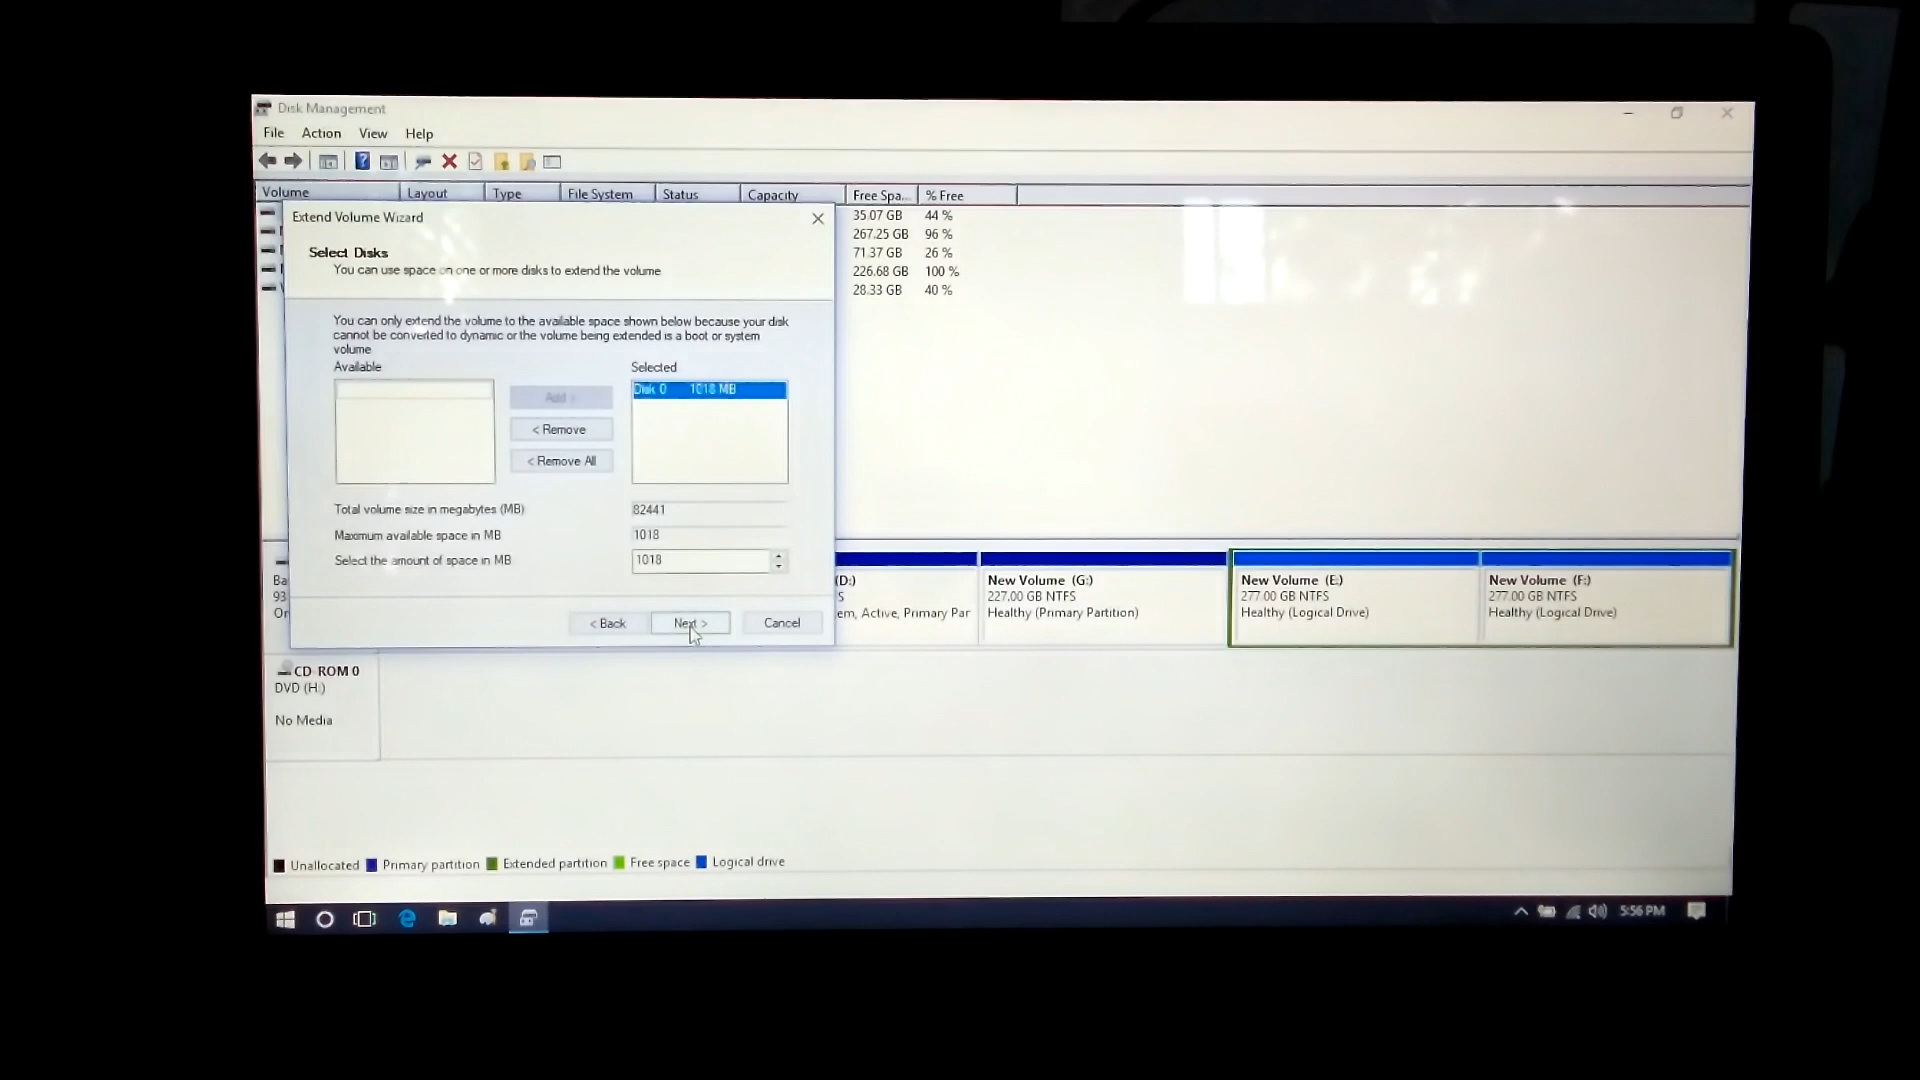 Disk Management
File Action View Help
Volume Layout Type File System Status Capacity Free Spa... % Free
35.07 GB 44 %
267.25 GB 96 %
71.37 GB 26 %
226.68 GB 100 %
28.33 GB 40 %
Extend Volume Wizard
Select Disks
You can use space on one or more disks to extend the volume
You can only extend the volume to the available space shown below because your disk
cannot be converted to dynamic or the volume being extended is a boot or system
volume
Available Selected
Disk 0 1018 MB
Add >
< Remove
< Remove All
Total volume size in megabytes (MB) 82441
Maximum available space in MB 1018
Select the amount of space in MB 1018
< Back Next > Cancel
Ba
93
Or
(D:)
S
em, Active, Primary Par
New Volume (G:)
227.00 GB NTFS
Healthy (Primary Partition)
New Volume (E:)
277.00 GB NTFS
Healthy (Logical Drive)
New Volume (F:)
277.00 GB NTFS
Healthy (Logical Drive)
CD-ROM 0
DVD (H:)
No Media
Unallocated Primary partition Extended partition Free space Logical drive
5:56 PM